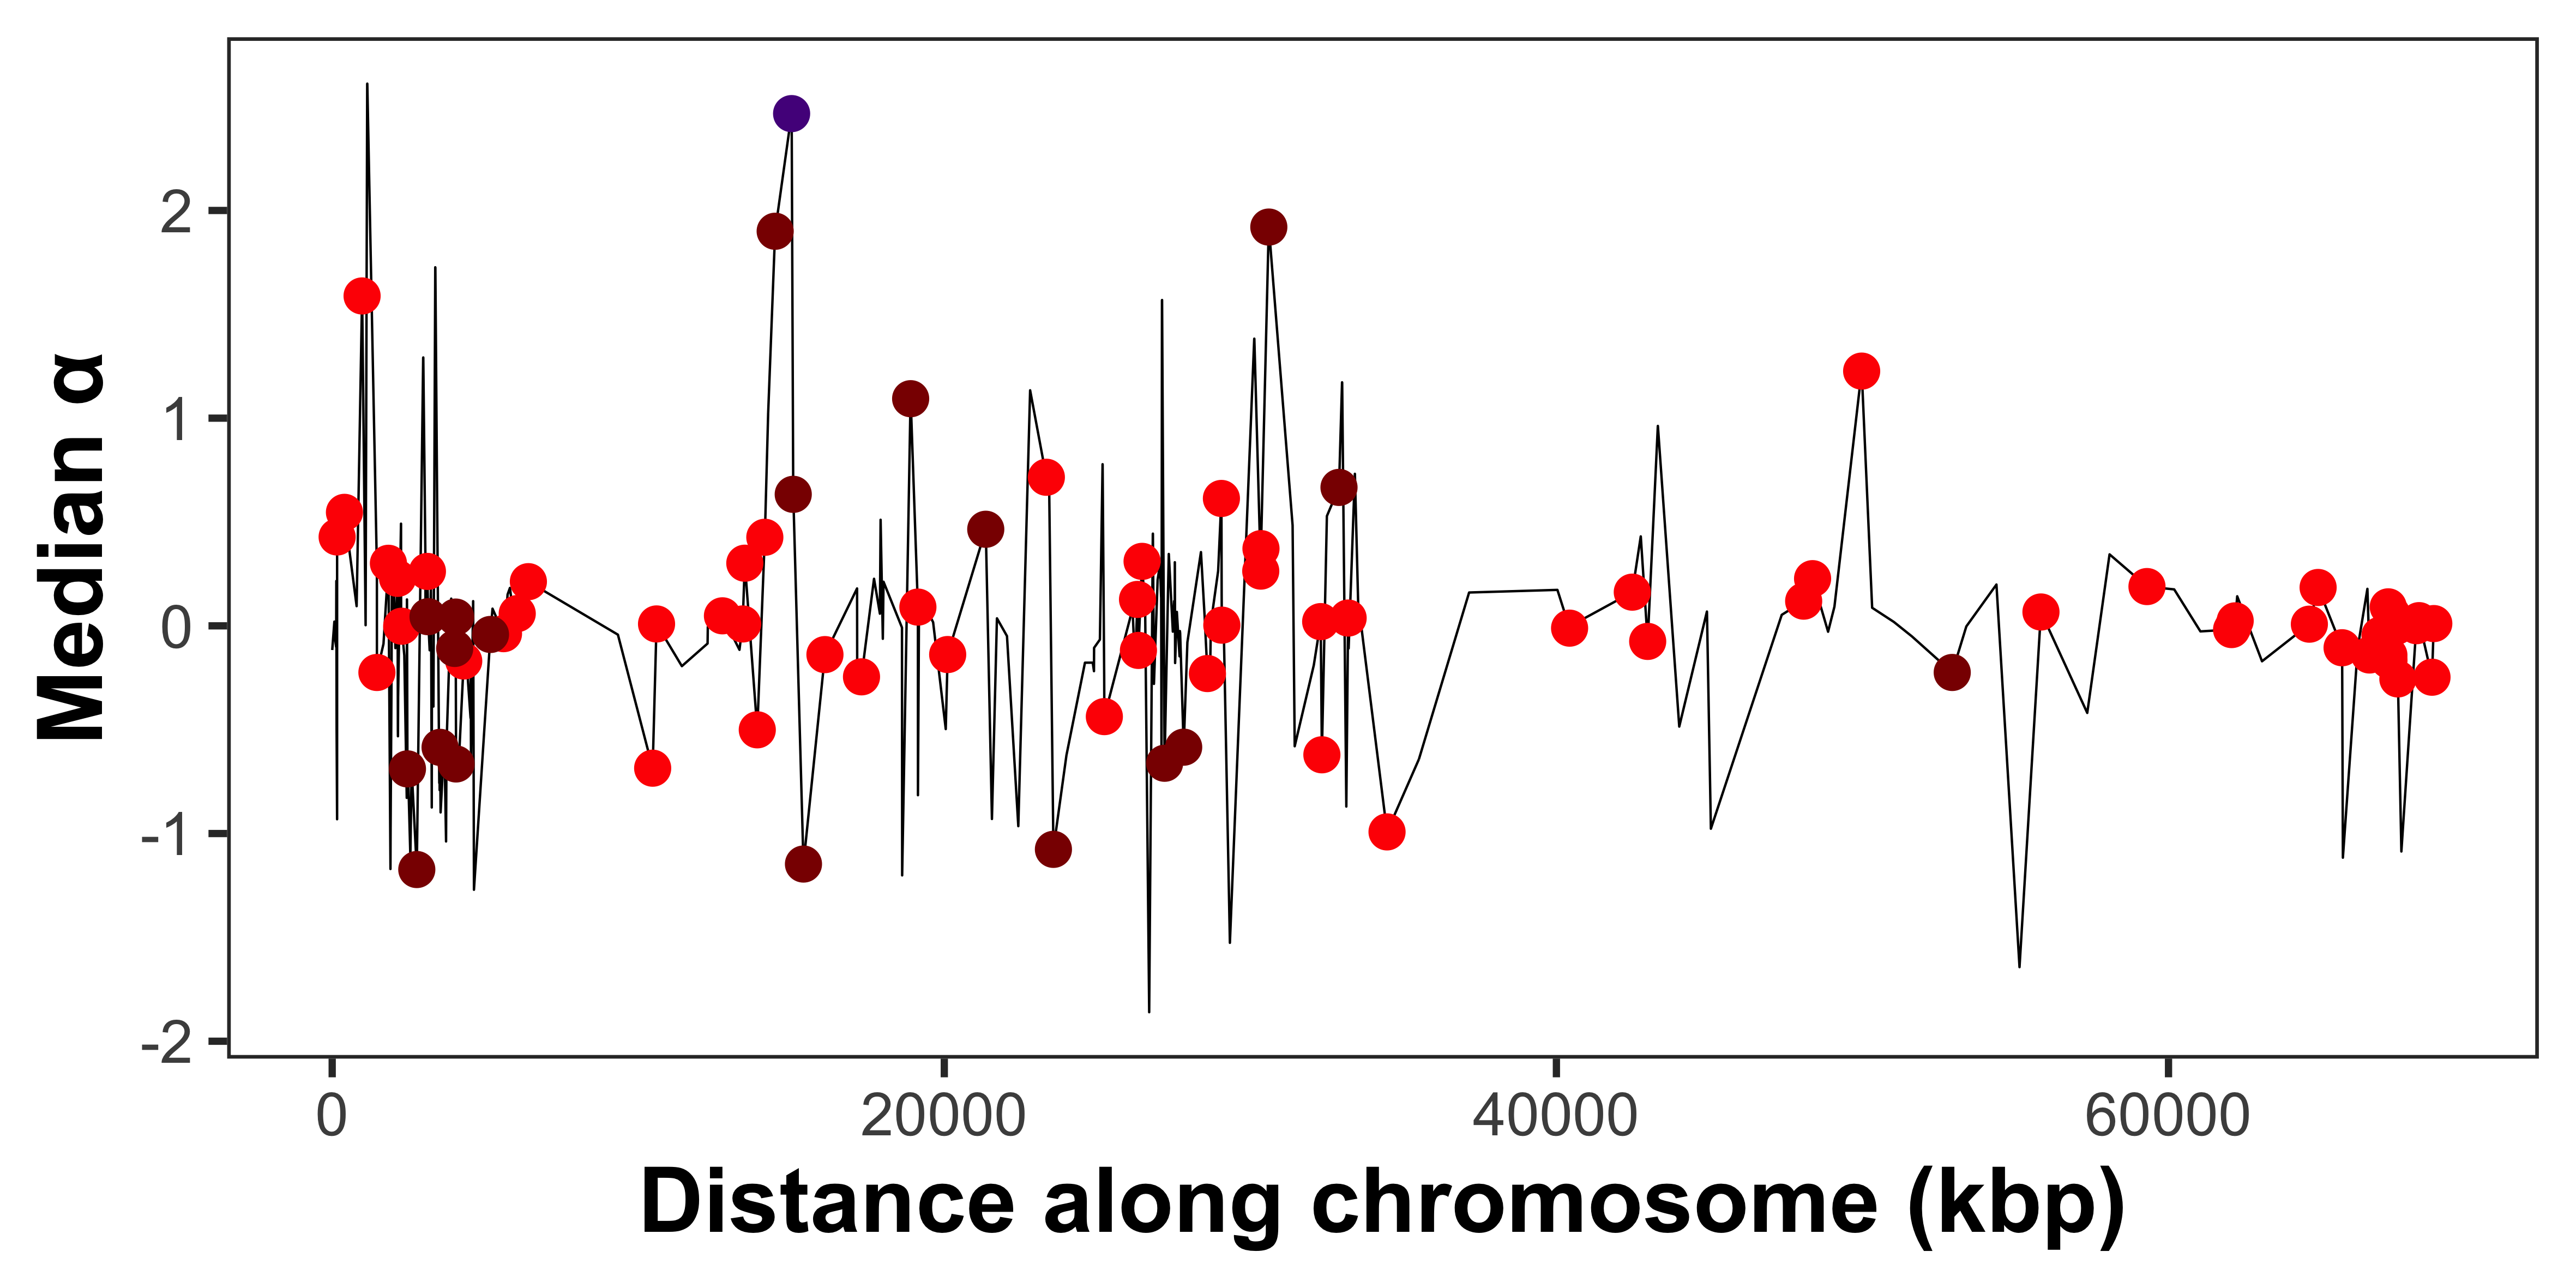 Median α
2
1
0
-1
-2
0 20000 40000 60000
Distance along chromosome (kbp)